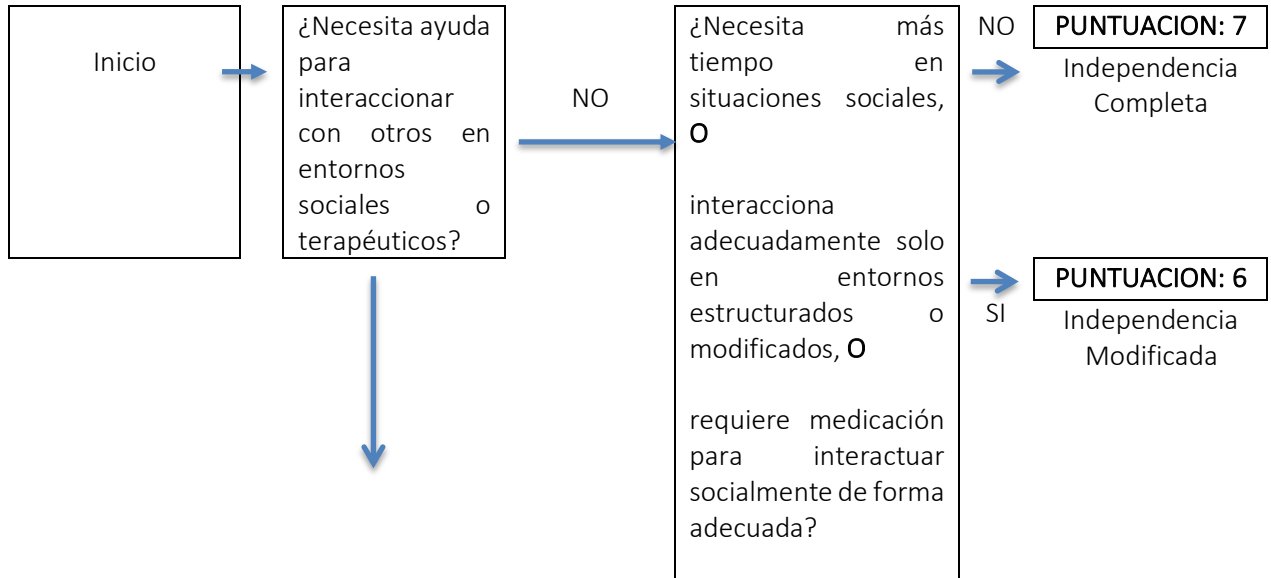 Inicio
¿Necesita ayuda
para
interaccionar
con otros en
entornos
sociales o
terapéuticos?
NO
¿Necesita más
tiempo en
situaciones sociales,
O
interacciona
adecuadamente solo
en entornos
estructurados o
modificados, O
requiere medicación
para interactuar
socialmente de forma
adecuada?
NO
PUNTUACION: 7
Independencia
Completa
SI
PUNTUACION: 6
Independencia
Modificada